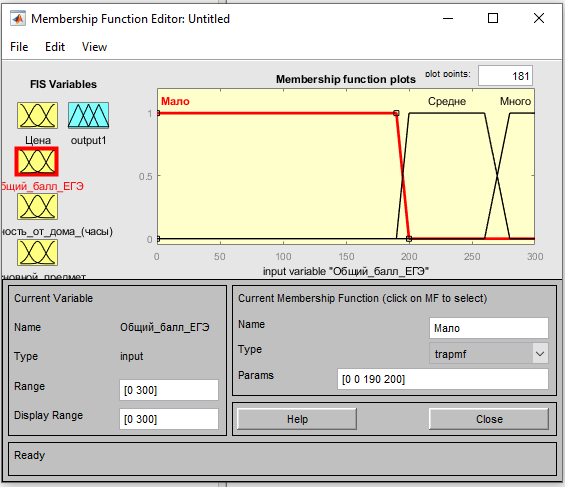 Membership Function Editor: Untitled
File Edit View
FIS Variables
Цена
output1
бщий_балл_ЕГЭ
ность_от_дома_(часы)
новной_предмет
Membership function plots
plot points:
181
Мало
Средне
Много
1
0.5
0
0 50 100 150 200 250 300
input variable "Общий_балл_ЕГЭ"
Current Variable
Name Общий_балл_ЕГЭ
Type input
Range [0 300]
Display Range [0 300]
Current Membership Function (click on MF to select)
Name Мало
Type trapmf
Params [0 0 190 200]
Help
Close
Ready